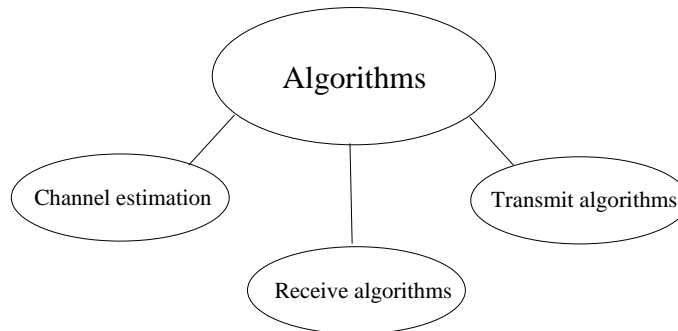 Algorithms
Channel estimation
Transmit algorithms
Receive algorithms